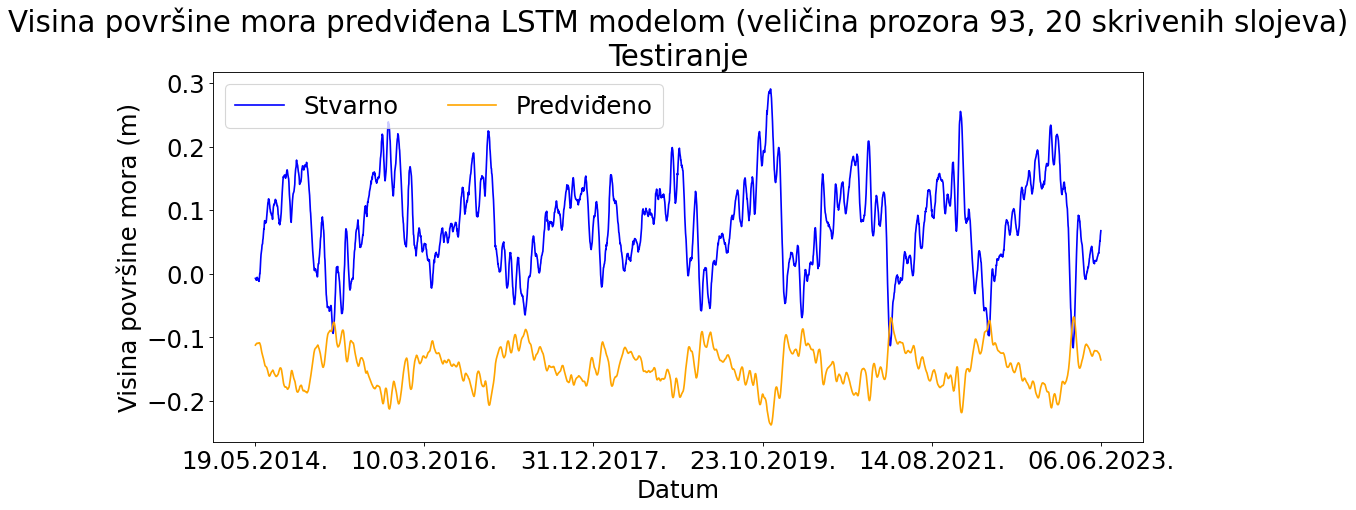 Visina površine mora predviđena LSTM modelom (veličina prozora 93, 20 skrivenih slojeva)
Testiranje
Stvarno Predviđeno
Visina površine mora (m)
0.3
0.2
0.1
0.0
−0.1
−0.2
19.05.2014. 10.03.2016. 31.12.2017. 23.10.2019. 14.08.2021. 06.06.2023.
Datum